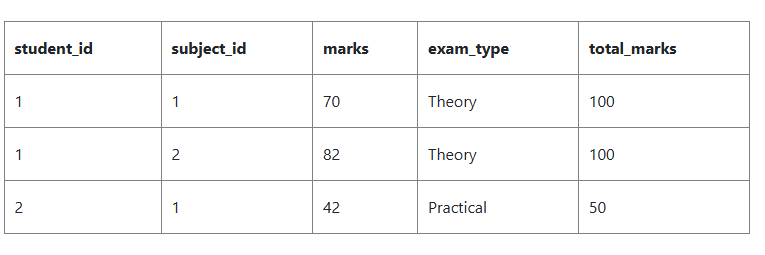 student_id subject_id marks exam_type total_marks
1 1 70 Theory 100
1 2 82 Theory 100
2 1 42 Practical 50